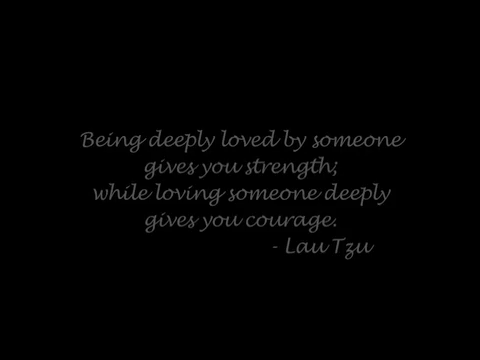 Being deeply loved by someone
gives you strength;
while loving someone deeply
gives you courage.
- Lau Tzu